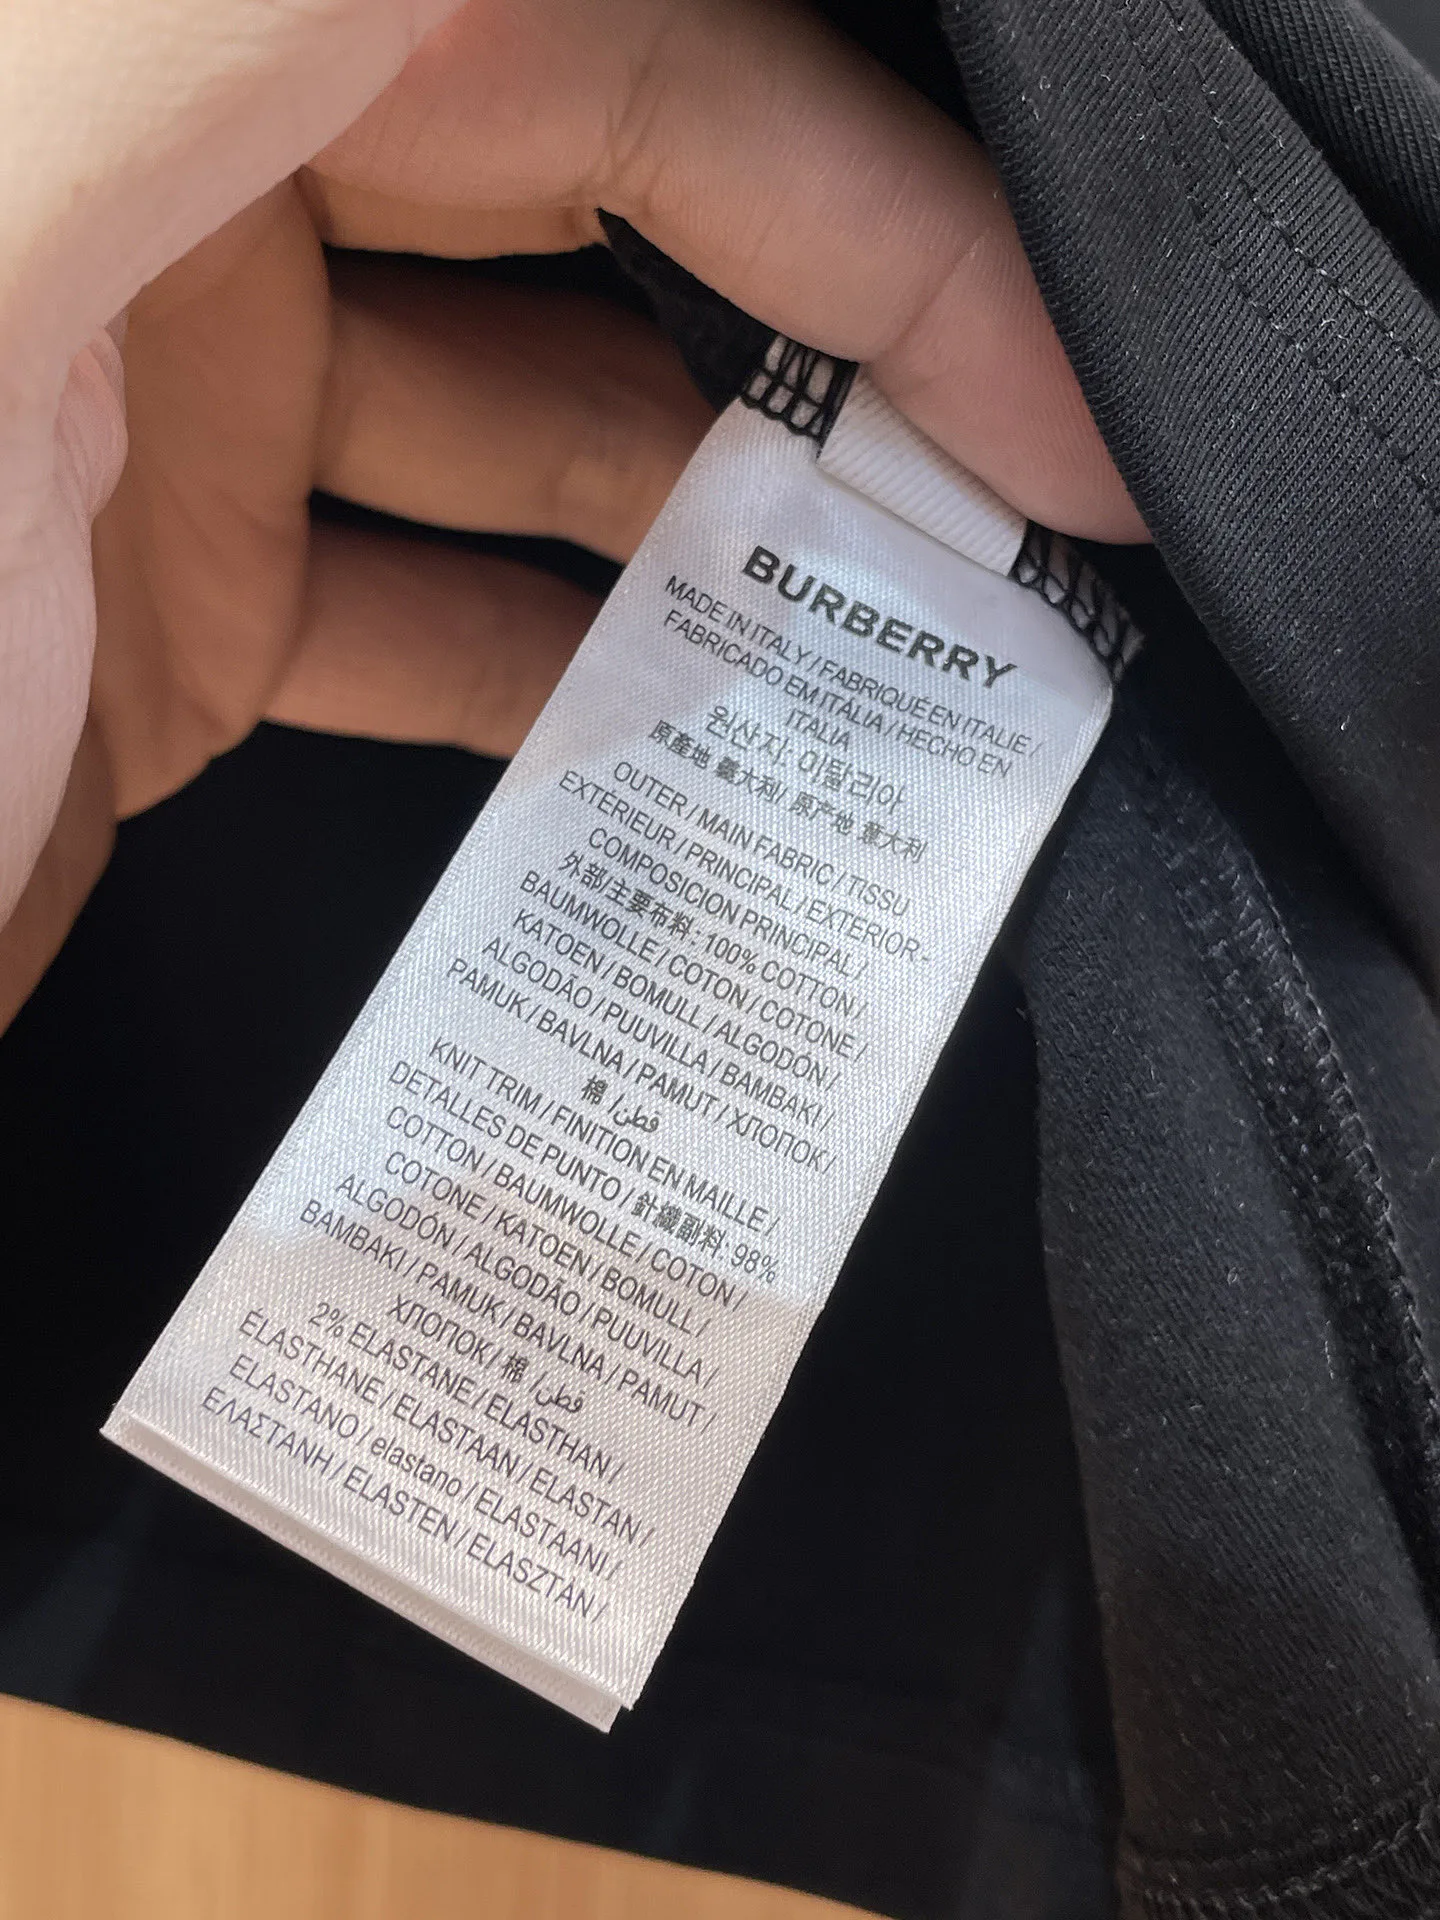 BURBERRY
MADE IN ITALY / FABRIQUÉ EN ITALIE /
FABRICADO EM ITÁLIA / HECHO EN
ITALIA
원산지: 이탈리아
原產地 義大利/ 原产地 意大利
OUTER / MAIN FABRIC / TISSU
EXTÉRIEUR / PRINCIPAL / EXTERIOR -
COMPOSICION PRINCIPAL /
外部/主要布料: 100% COTTON /
BAUMWOLLE / COTON / COTONE /
KATOEN / BOMULL / ALGODÓN /
ALGODÃO / PUUVILLA / BAMBAKI /
PAMUK / BAVLNA / PAMUT / ХЛОПОК /
棉 /قطن
KNIT TRIM / FINITION EN MAILLE /
DETALLES DE PUNTO / 針織副料: 98%
COTTON / BAUMWOLLE / COTON /
COTONE / KATOEN / BOMULL /
ALGODÓN / ALGODÃO / PUUVILLA /
BAMBAKI / PAMUK / BAVLNA / PAMUT /
ХЛОПОК/ 棉 /قطن
2% ELASTANE / ELASTHAN /
ÉLASTHANE / ELASTAAN / ELASTAN /
ELASTANO / elastano / ELASTAANI /
ΕΛΑΣΤΑΝΗ / ELASTEN / ELASZTÁN /